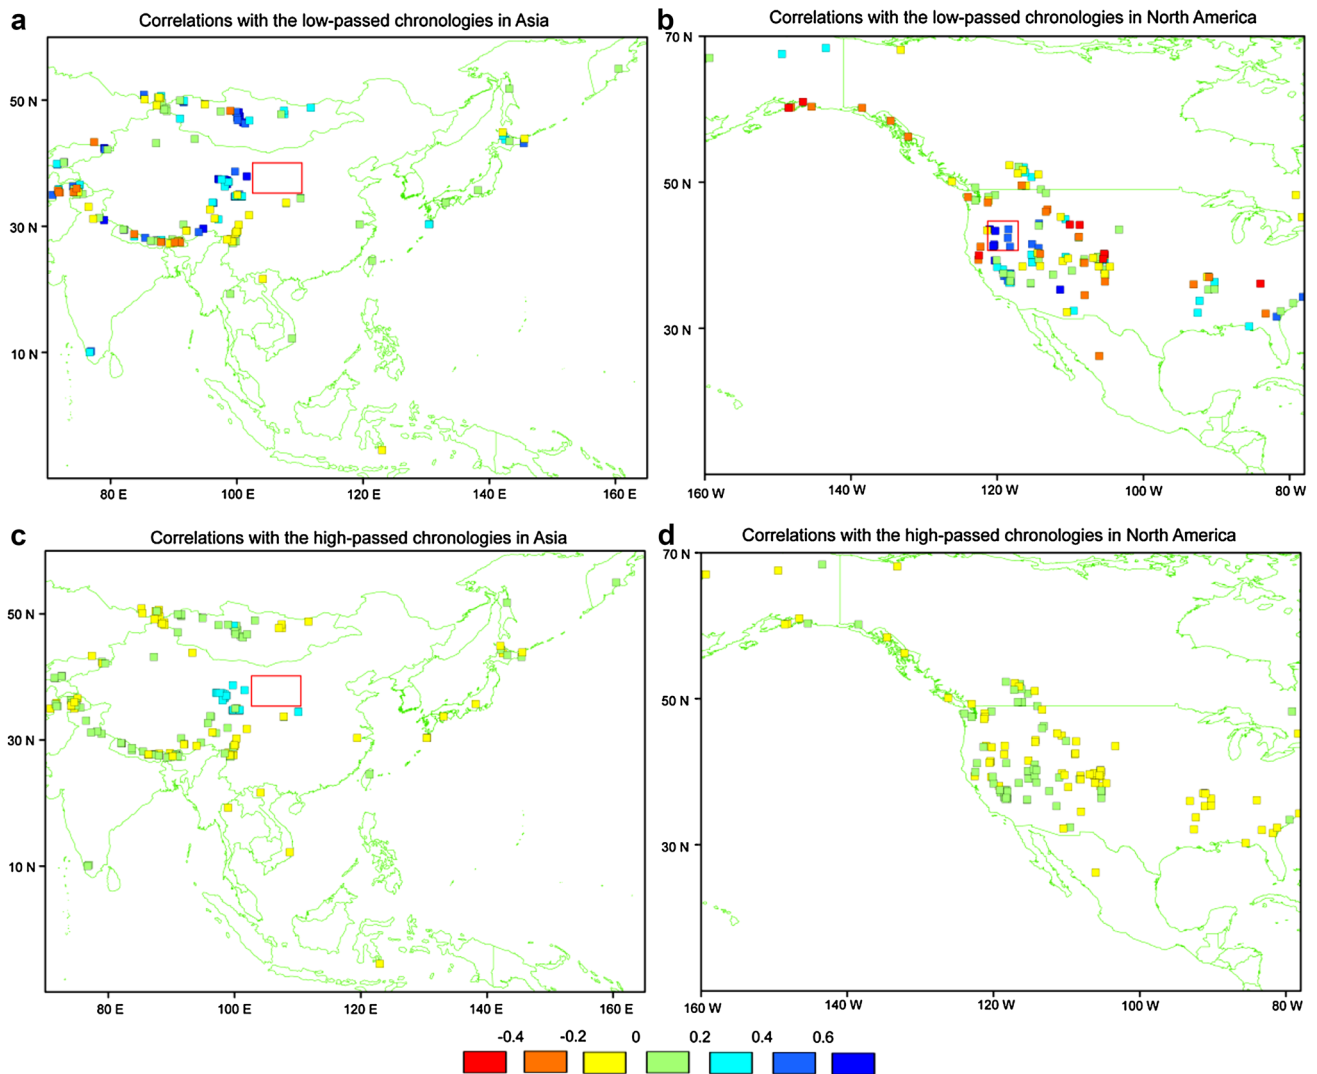 a
Correlations with the low-passed chronologies in Asia
50 N
30 N
10 N
80 E
100 E
120 E
140 E
160 E
b
Correlations with the low-passed chronologies in North America
70 N
50 N
30 N
160 W
140 W
120 W
100 W
80 W
c
Correlations with the high-passed chronologies in Asia
50 N
30 N
10 N
80 E
100 E
120 E
140 E
160 E
d
Correlations with the high-passed chronologies in North America
70 N
50 N
30 N
160 W
140 W
120 W
100 W
80 W
-0.4 -0.2 0 0.2 0.4 0.6